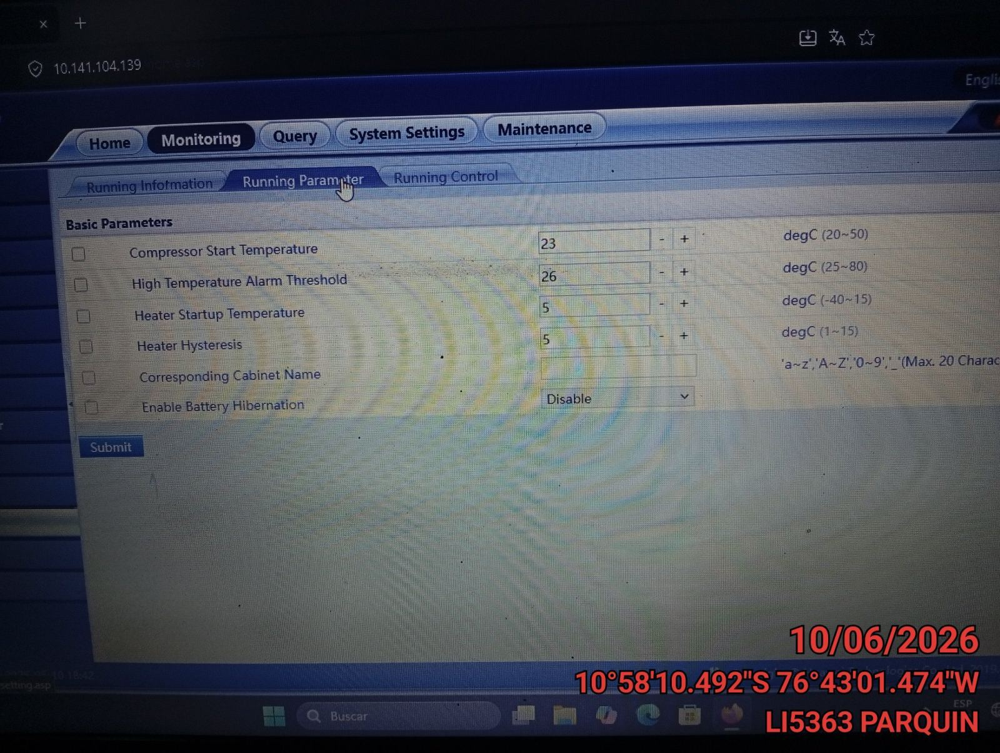 10.141.104.139
Englis
Home Monitoring Query System Settings Maintenance
Running Information Running Parameter Running Control
Basic Parameters
Compressor Start Temperature 23 - + degC (20~50)
High Temperature Alarm Threshold 26 - + degC (25~80)
Heater Startup Temperature 5 - + degC (-40~15)
Heater Hysteresis 5 - + degC (1~15)
Corresponding Cabinet Name 'a~z','A~Z','0~9','_'(Max. 20 Charac
Enable Battery Hibernation Disable
Submit
10/06/2026
10°58'10.492"S 76°43'01.474"W
LI5363 PARQUIN
10:18:42
setting.asp
Buscar
ESP